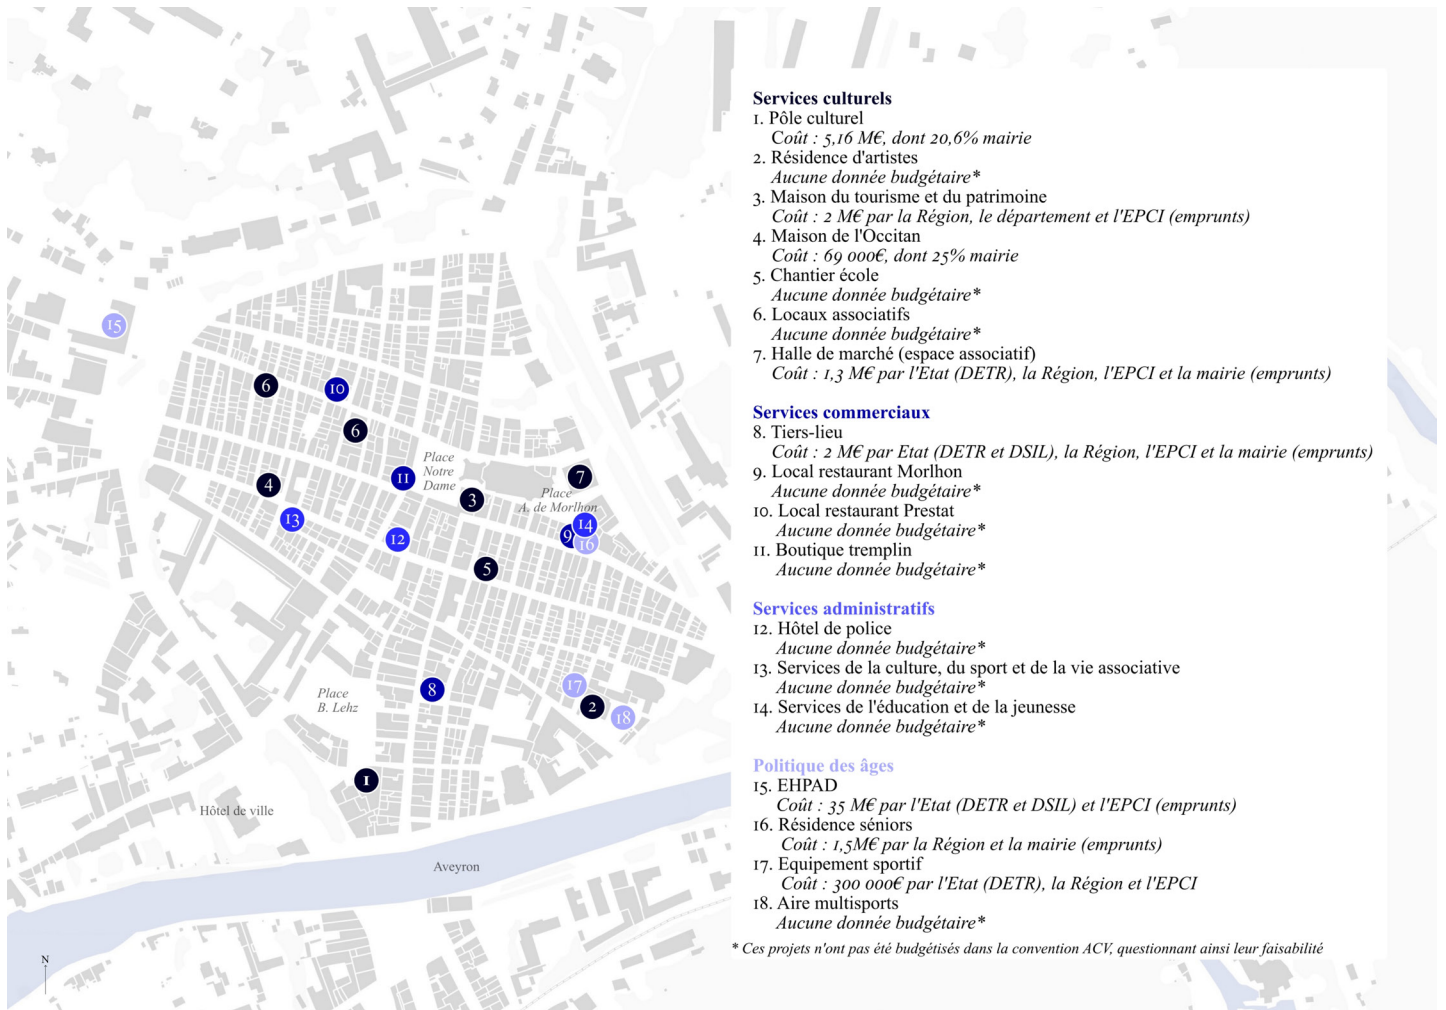 Services culturels
1. Pôle culturel
Coût : 5,16 M€, dont 20,6% mairie
2. Résidence d'artistes
Aucune donnée budgétaire*
3. Maison du tourisme et du patrimoine
Coût : 2 M€ par la Région, le département et l'EPCI (emprunts)
4. Maison de l'Occitan
Coût : 69 000€, dont 25% mairie
5. Chantier école
Aucune donnée budgétaire*
6. Locaux associatifs
Aucune donnée budgétaire*
7. Halle de marché (espace associatif)
Coût : 1,3 M€ par l'Etat (DETR), la Région, l'EPCI et la mairie (emprunts)
Services commerciaux
8. Tiers-lieu
Coût : 2 M€ par Etat (DETR et DSIL), la Région, l'EPCI et la mairie (emprunts)
9. Local restaurant Morlhon
Aucune donnée budgétaire*
10. Local restaurant Prestat
Aucune donnée budgétaire*
11. Boutique tremplin
Aucune donnée budgétaire*
Services administratifs
12. Hôtel de police
Aucune donnée budgétaire*
13. Services de la culture, du sport et de la vie associative
Aucune donnée budgétaire*
14. Services de l'éducation et de la jeunesse
Aucune donnée budgétaire*
Politique des âges
15. EHPAD
Coût : 35 M€ par l'Etat (DETR et DSIL) et l'EPCI (emprunts)
16. Résidence séniors
Coût : 1,5M€ par la Région et la mairie (emprunts)
17. Equipement sportif
Coût : 300 000€ par l'Etat (DETR), la Région et l'EPCI
18. Aire multisports
Aucune donnée budgétaire*
* Ces projets n'ont pas été budgétisés dans la convention ACV, questionnant ainsi leur faisabilité
15
6
10
6
Place
Notre
Dame
11
4
3
7
Place
A. de Morlhon
13
12
14
9
16
5
17
8
2
18
Place
B. Lehz
1
Hôtel de ville
Aveyron
N